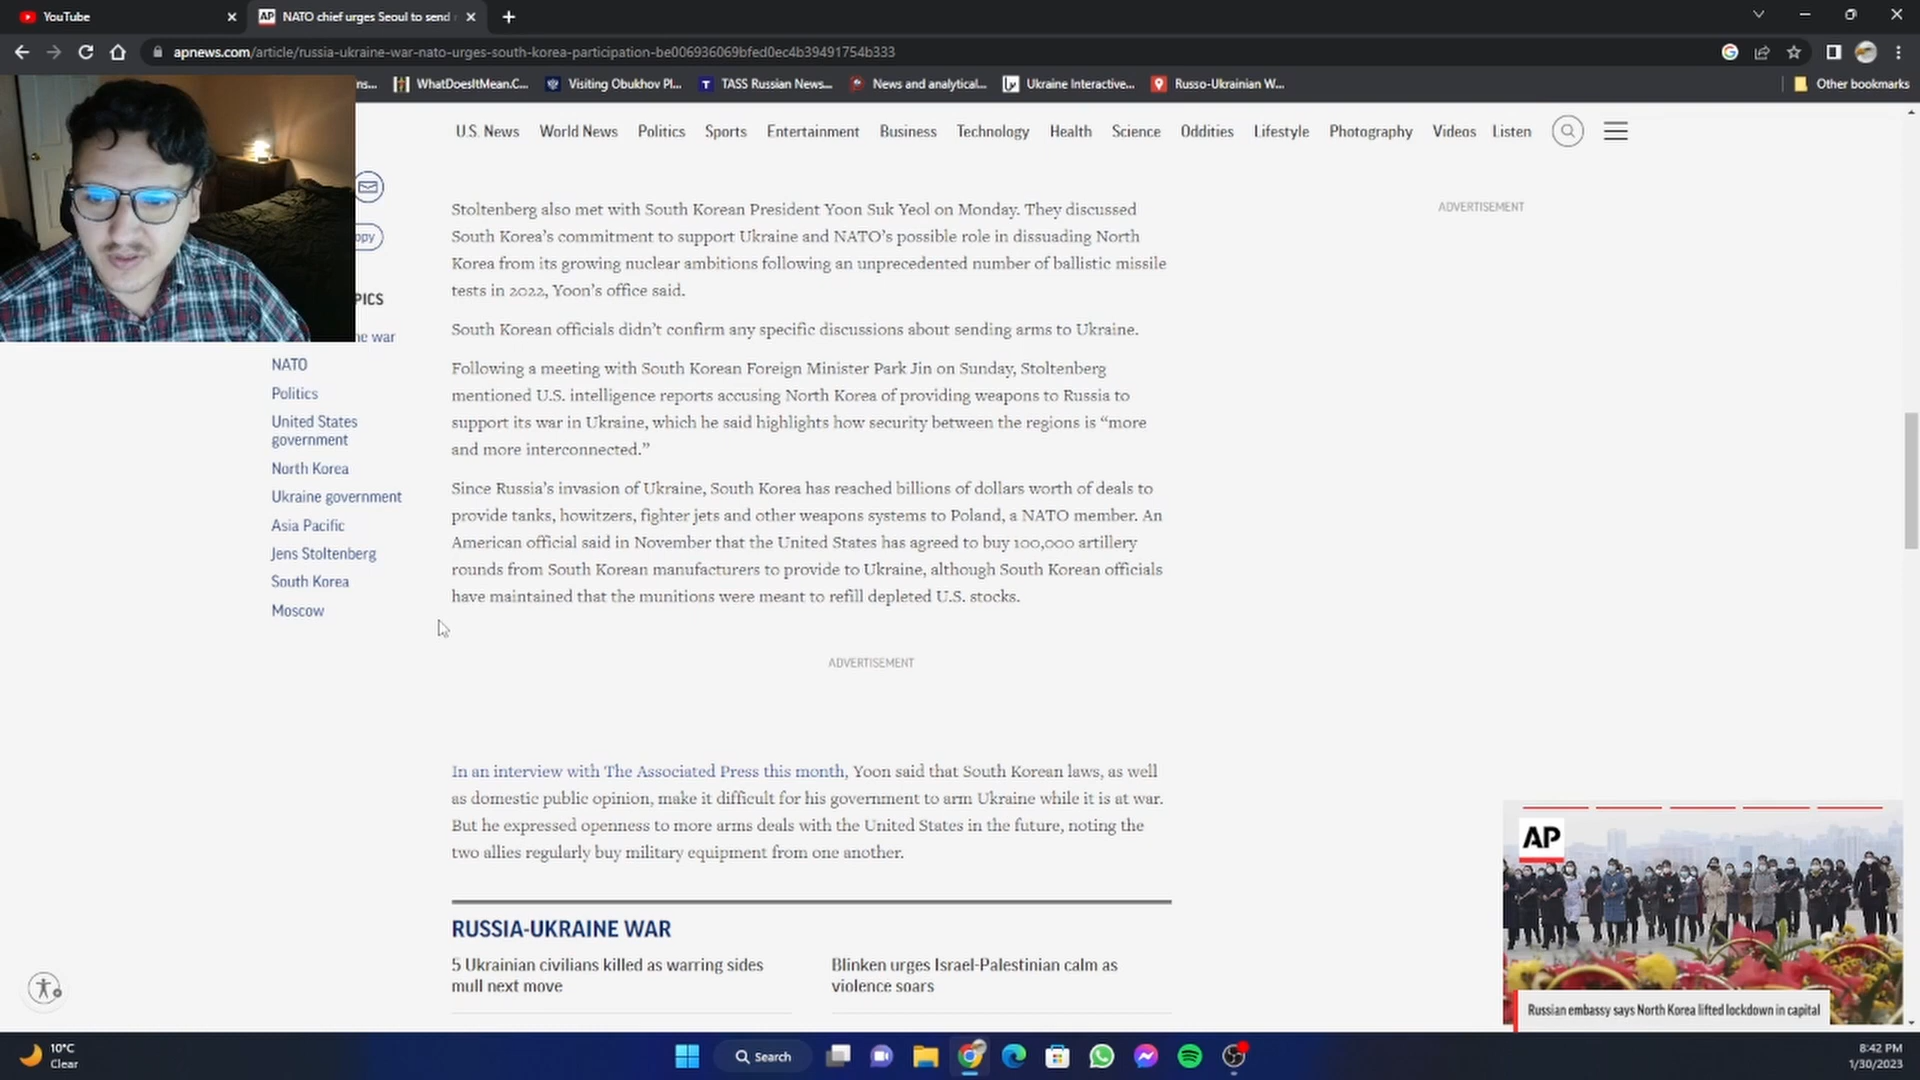 YouTube
AP NATO chief urges Seoul to send
apnews.com/article/russia-ukraine-war-nato-urges-south-korea-participation-be006936069bfed0ec4b39491754b333
ns... WhatDoesItMean.C... Visiting Obukhov Pl... T TASS Russian News... News and analytical... Ukraine Interactive... Russo-Ukrainian W... Other bookmarks
U.S. News World News Politics Sports Entertainment Business Technology Health Science Oddities Lifestyle Photography Videos Listen
opy
PICS
ne war
NATO
Politics
United States
government
North Korea
Ukraine government
Asia Pacific
Jens Stoltenberg
South Korea
Moscow
Stoltenberg also met with South Korean President Yoon Suk Yeol on Monday. They discussed
South Korea’s commitment to support Ukraine and NATO’s possible role in dissuading North
Korea from its growing nuclear ambitions following an unprecedented number of ballistic missile
tests in 2022, Yoon’s office said.
South Korean officials didn’t confirm any specific discussions about sending arms to Ukraine.
Following a meeting with South Korean Foreign Minister Park Jin on Sunday, Stoltenberg
mentioned U.S. intelligence reports accusing North Korea of providing weapons to Russia to
support its war in Ukraine, which he said highlights how security between the regions is “more
and more interconnected.”
Since Russia’s invasion of Ukraine, South Korea has reached billions of dollars worth of deals to
provide tanks, howitzers, fighter jets and other weapons systems to Poland, a NATO member. An
American official said in November that the United States has agreed to buy 100,000 artillery
rounds from South Korean manufacturers to provide to Ukraine, although South Korean officials
have maintained that the munitions were meant to refill depleted U.S. stocks.
ADVERTISEMENT
In an interview with The Associated Press this month, Yoon said that South Korean laws, as well
as domestic public opinion, make it difficult for his government to arm Ukraine while it is at war.
But he expressed openness to more arms deals with the United States in the future, noting the
two allies regularly buy military equipment from one another.
RUSSIA-UKRAINE WAR
5 Ukrainian civilians killed as warring sides
mull next move
Blinken urges Israel-Palestinian calm as
violence soars
ADVERTISEMENT
AP
Russian embassy says North Korea lifted lockdown in capital
10°C
Clear
Search
8:42 PM
1/30/2023